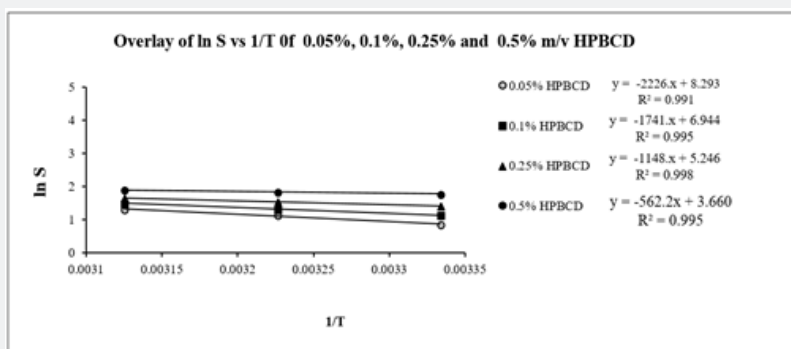 Overlay of ln S vs 1/T 0f 0.05%, 0.1%, 0.25% and 0.5% m/v HPBCD
5
4
3
2
1
0
ln S
0.0031
0.00315
0.0032
0.00325
0.0033
0.00335
1/T
0.05% HPBCD y = -2226.x + 8.293
R² = 0.991
0.1% HPBCD y = -1741.x + 6.944
R² = 0.995
0.25% HPBCD y = -1148.x + 5.246
R² = 0.998
0.5% HPBCD y = -562.2x + 3.660
R² = 0.995